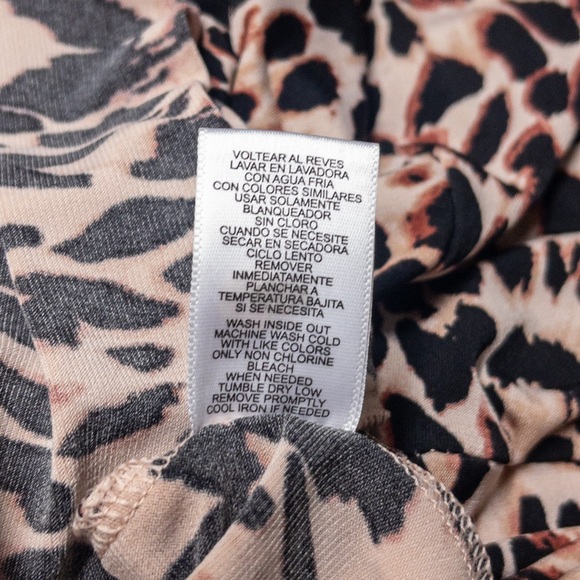 VOLTEAR AL REVES
LAVAR EN LAVADORA
CON AGUA FRIA
CON COLORES SIMILARES
USAR SOLAMENTE
BLANQUEADOR
SIN CLORO
CUANDO SE NECESITE
SECAR EN SECADORA
CICLO LENTO
REMOVER
INMEDIATAMENTE
PLANCHAR A
TEMPERATURA BAJITA
SI SE NECESITA
WASH INSIDE OUT
MACHINE WASH COLD
WITH LIKE COLORS
ONLY NON CHLORINE
BLEACH
WHEN NEEDED
TUMBLE DRY LOW
REMOVE PROMPTLY
COOL IRON IF NEEDED